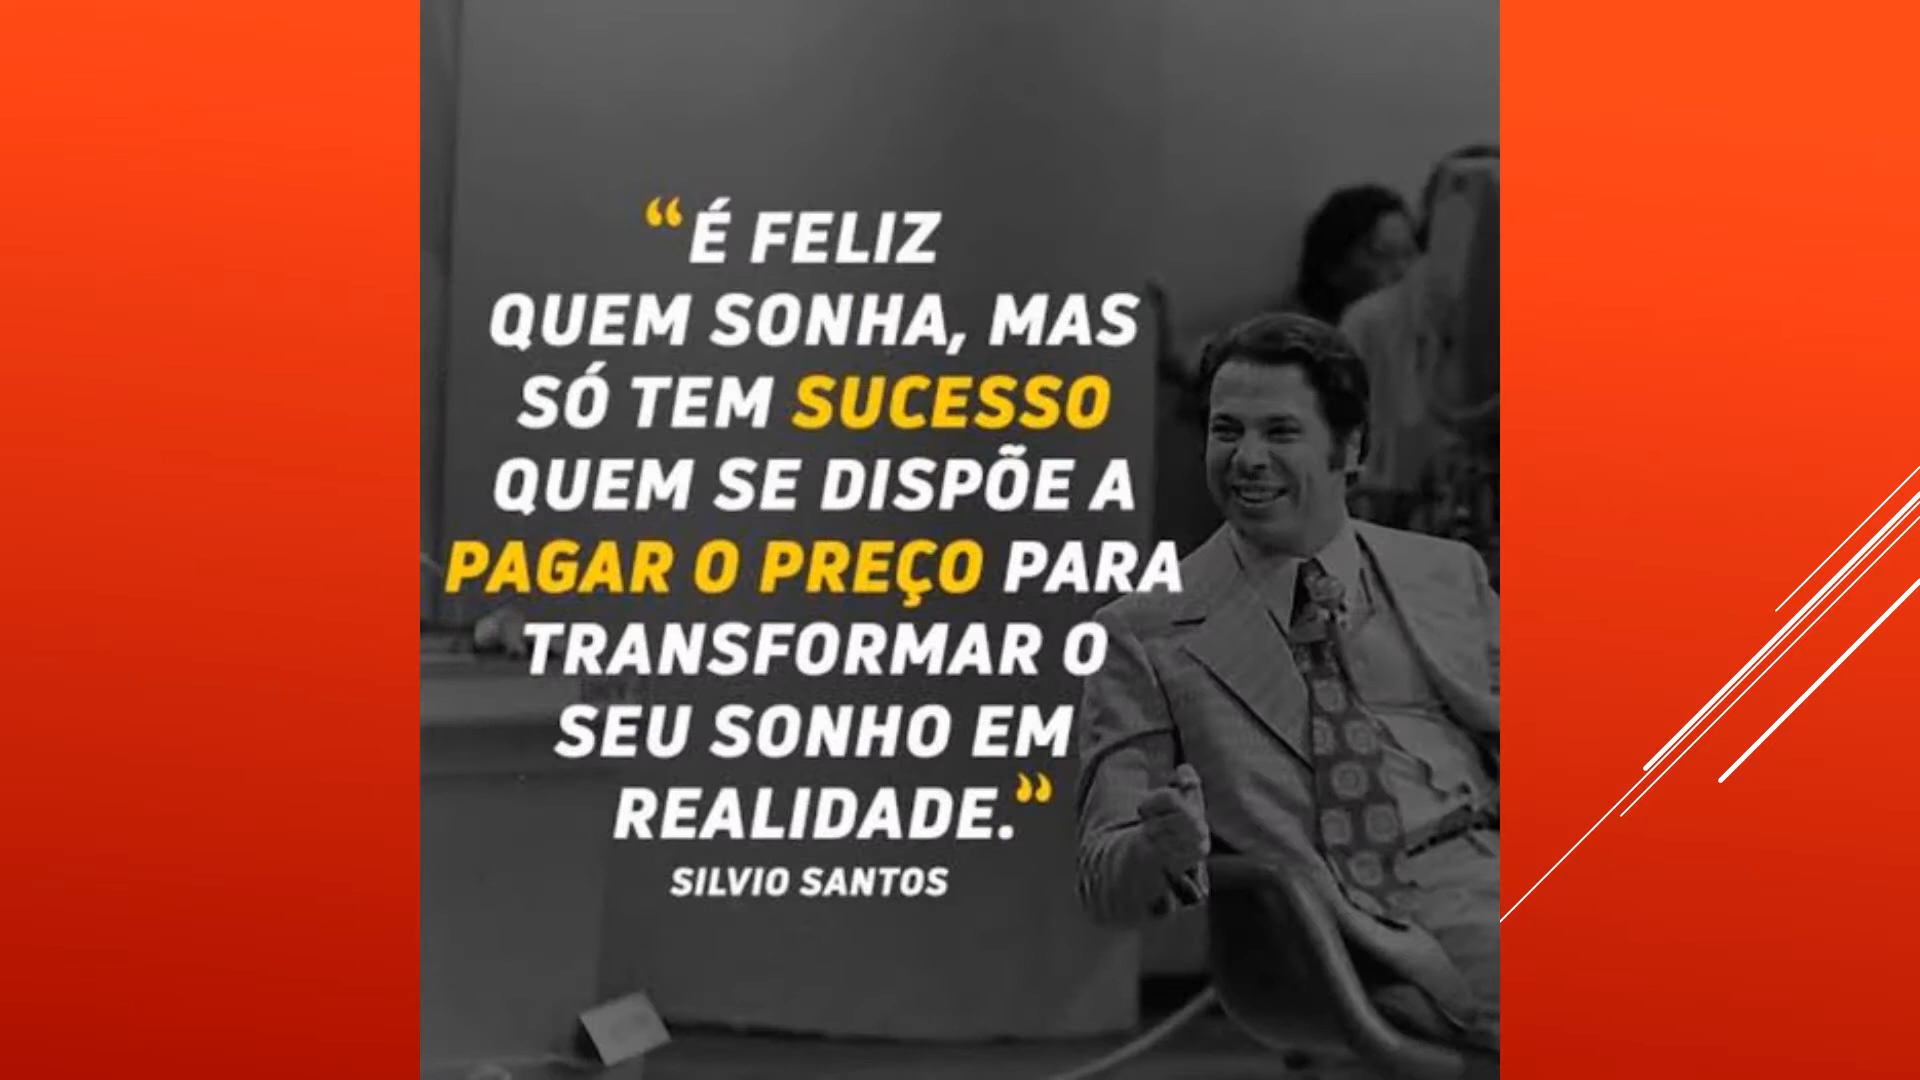 “É FELIZ
QUEM SONHA, MAS
SÓ TEM SUCESSO
QUEM SE DISPÕE A
PAGAR O PREÇO PARA
TRANSFORMAR O
SEU SONHO EM
REALIDADE.”
SILVIO SANTOS